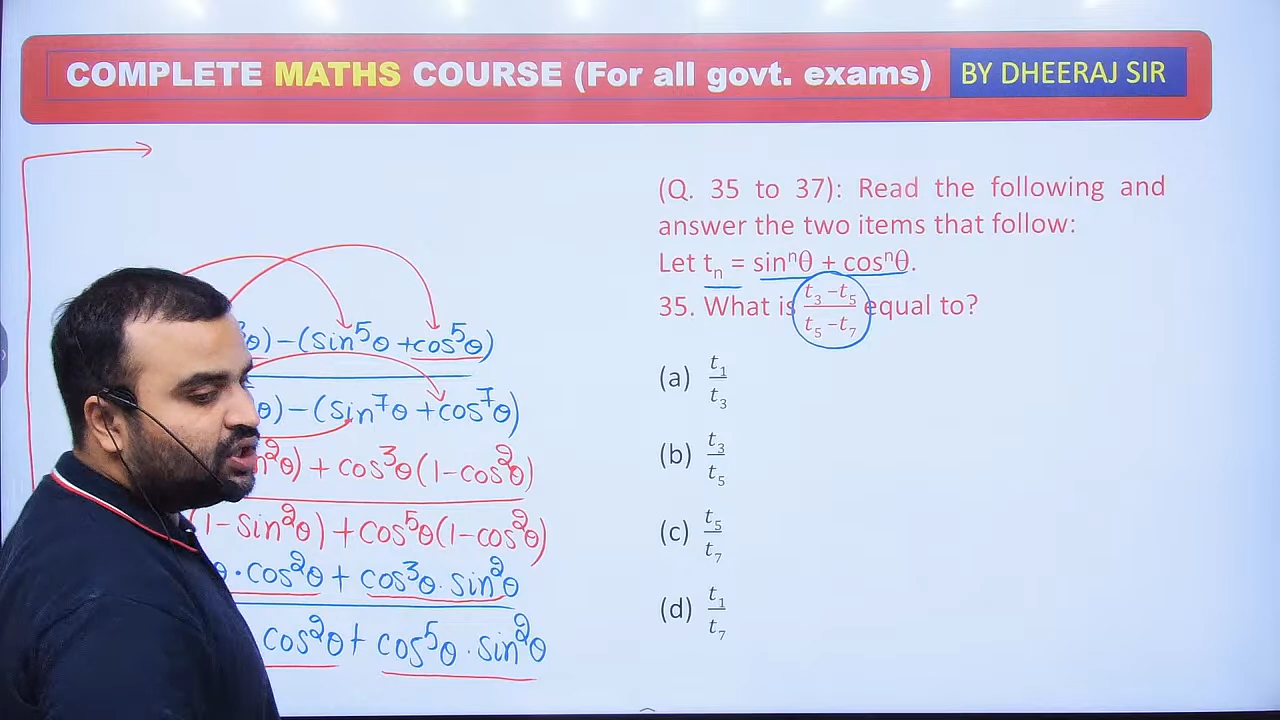 COMPLETE MATHS COURSE (For all govt. exams) BY DHEERAJ SIR
(Q. 35 to 37): Read the following and
answer the two items that follow:
Let tₙ = sinⁿθ + cosⁿθ.
35. What is (t₃ − t₅)/(t₅ − t₇) equal to?
(a) t₁/t₃
(b) t₃/t₅
(c) t₅/t₇
(d) t₁/t₇
θ) − (sin⁵θ + cos⁵θ)
θ) − (sin⁷θ + cos⁷θ)
²θ) + cos³θ(1 − cos²θ)
(1 − sin²θ) + cos⁵θ(1 − cos²θ)
θ · cos²θ + cos³θ · sin²θ
cos²θ + cos⁵θ · sin²θ